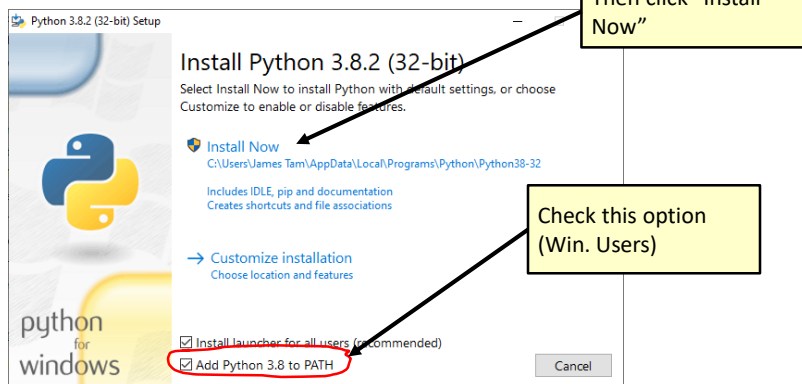 Then click "Install
Now"
Python 3.8.2 (32-bit) Setup
Install Python 3.8.2 (32-bit)
Select Install Now to install Python with default settings, or choose
Customize to enable or disable features.
Install Now
C:\Users\James Tam\AppData\Local\Programs\Python\Python38-32
Includes IDLE, pip and documentation
Creates shortcuts and file associations
Check this option
(Win. Users)
Customize installation
Choose location and features
python
for
windows
Install launcher for all users (recommended)
Add Python 3.8 to PATH
Cancel